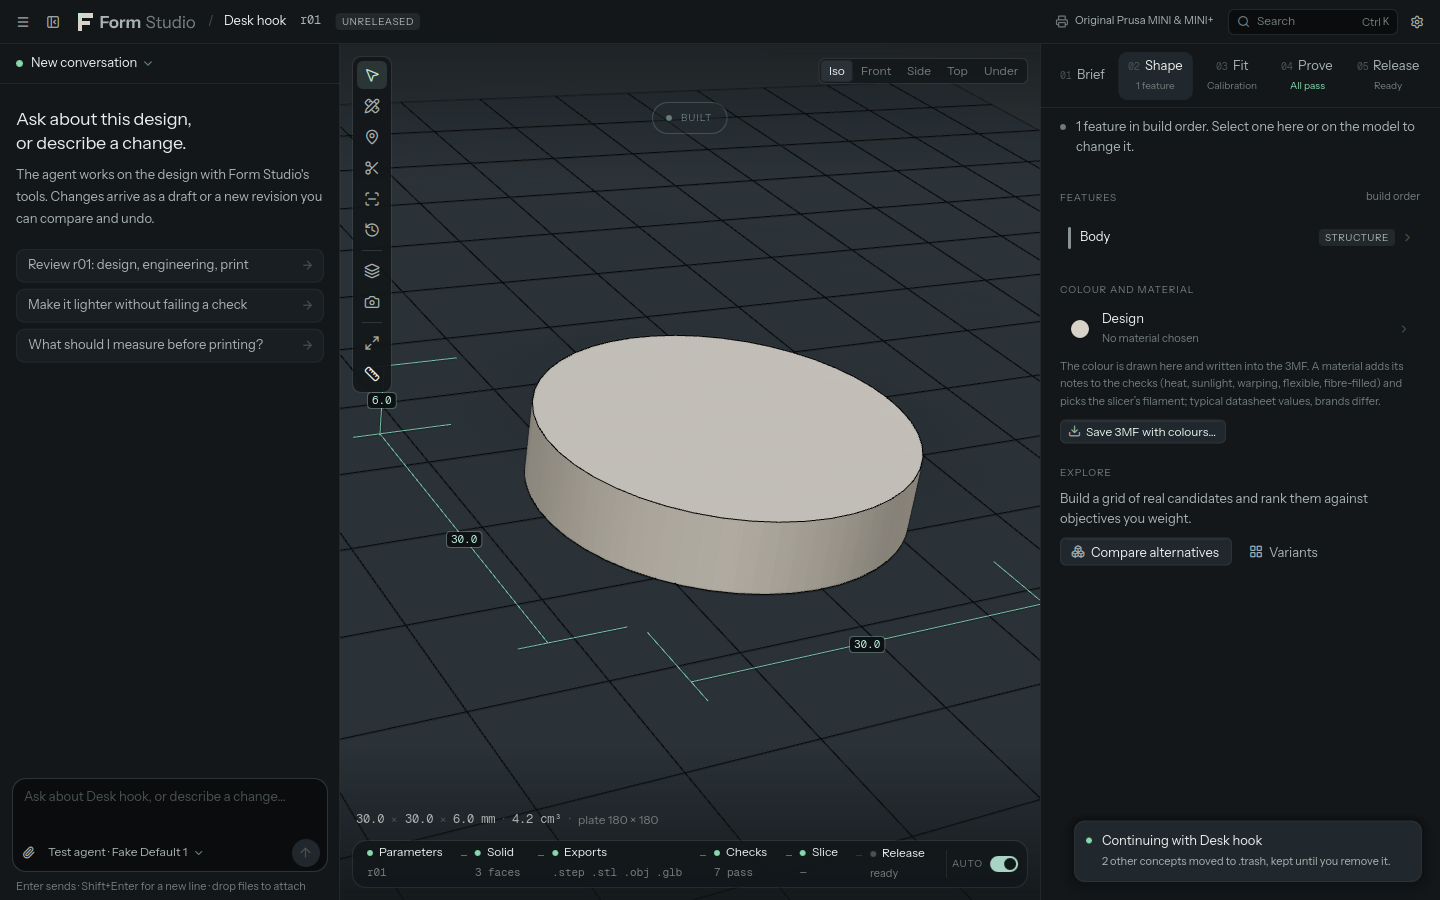 Form Studio / Desk hook r01 UNRELEASED
Original Prusa MINI & MINI+
Search Ctrl K
New conversation
Ask about this design,
or describe a change.
The agent works on the design with Form Studio's
tools. Changes arrive as a draft or a new revision you
can compare and undo.
Review r01: design, engineering, print
Make it lighter without failing a check
What should I measure before printing?
Ask about Desk hook, or describe a change...
Test agent · Fake Default 1
Enter sends · Shift+Enter for a new line · drop files to attach
Iso Front Side Top Under
BUILT
6.0
30.0
30.0
30.0 × 30.0 × 6.0 mm · 4.2 cm³ · plate 180 × 180
Parameters – Solid – Exports – Checks – Slice – Release
r01 3 faces .step .stl .obj .glb 7 pass – ready
AUTO
01 Brief 02 Shape 03 Fit 04 Prove 05 Release
1 feature Calibration All pass Ready
1 feature in build order. Select one here or on the model to
change it.
FEATURES build order
Body STRUCTURE
COLOUR AND MATERIAL
Design
No material chosen
The colour is drawn here and written into the 3MF. A material adds its
notes to the checks (heat, sunlight, warping, flexible, fibre-filled) and
picks the slicer's filament; typical datasheet values, brands differ.
Save 3MF with colours...
EXPLORE
Build a grid of real candidates and rank them against
objectives you weight.
Compare alternatives Variants
Continuing with Desk hook
2 other concepts moved to .trash, kept until you remove it.